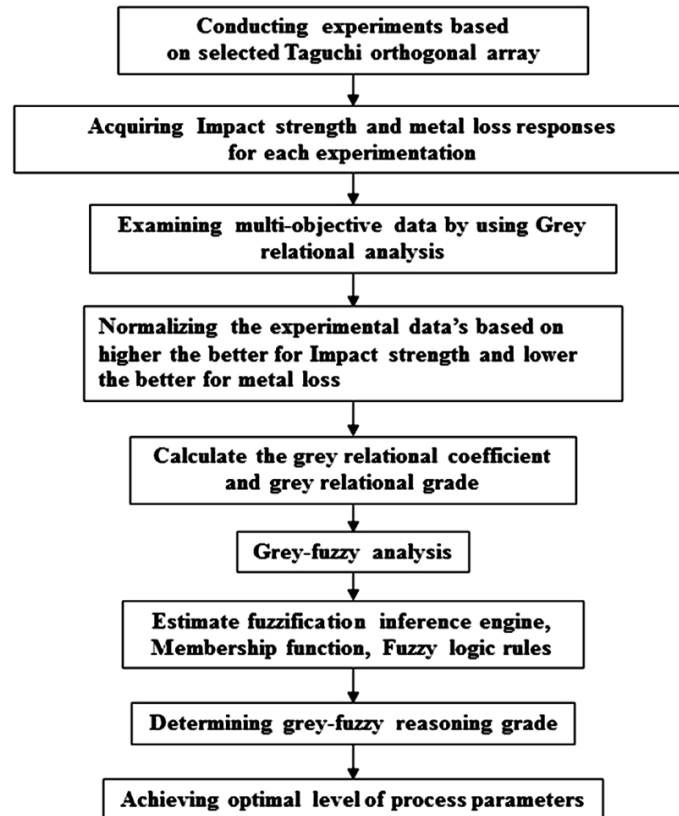 Conducting experiments based
on selected Taguchi orthogonal array
Acquiring Impact strength and metal loss responses
for each experimentation
Examining multi-objective data by using Grey
relational analysis
Normalizing the experimental data's based on
higher the better for Impact strength and lower
the better for metal loss
Calculate the grey relational coefficient
and grey relational grade
Grey-fuzzy analysis
Estimate fuzzification inference engine,
Membership function, Fuzzy logic rules
Determining grey-fuzzy reasoning grade
Achieving optimal level of process parameters